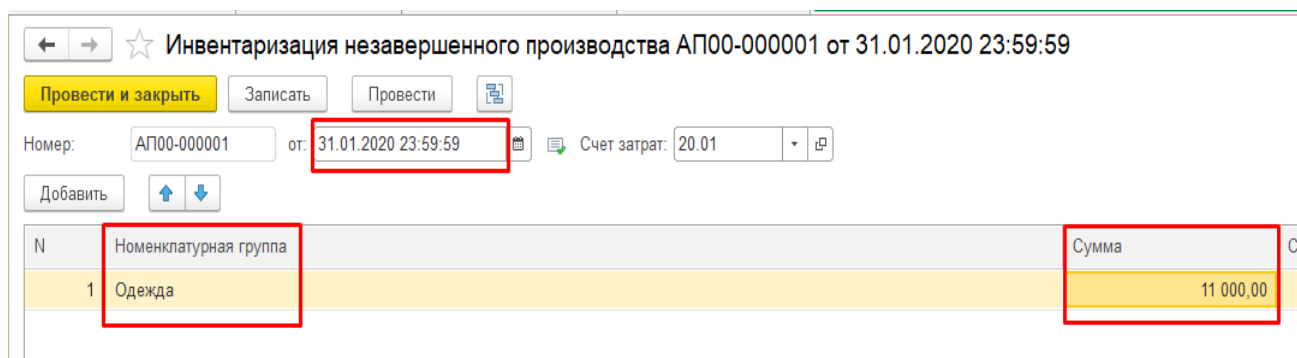 Инвентаризация незавершенного производства АП00-000001 от 31.01.2020 23:59:59
Провести и закрыть Записать Провести
Номер: АП00-000001 от: 31.01.2020 23:59:59 Счет затрат: 20.01
Добавить
N Номенклатурная группа Сумма С
1 Одежда 11 000,00